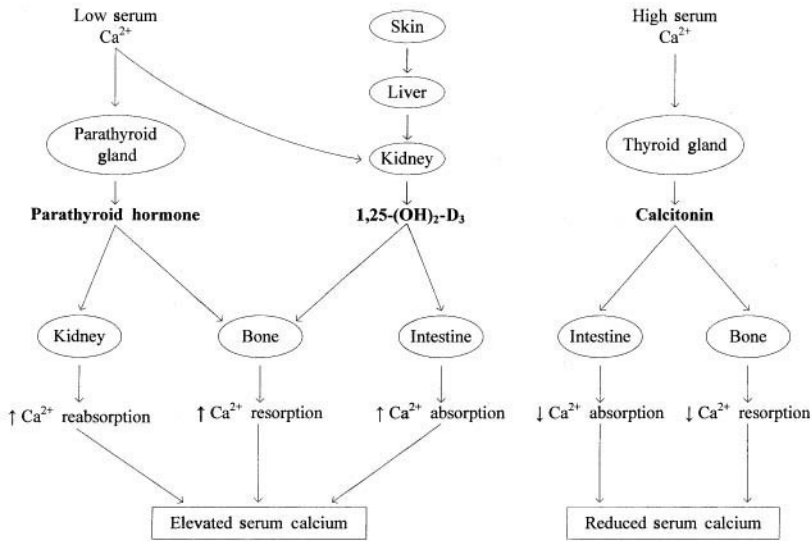 Low serum
Ca²⁺
Skin
High serum
Ca²⁺
Liver
Parathyroid
gland
Kidney
Thyroid gland
Parathyroid hormone
1,25-(OH)₂-D₃
Calcitonin
Kidney
Bone
Intestine
Intestine
Bone
↑ Ca²⁺ reabsorption
↑ Ca²⁺ resorption
↑ Ca²⁺ absorption
↓ Ca²⁺ absorption
↓ Ca²⁺ resorption
Elevated serum calcium
Reduced serum calcium